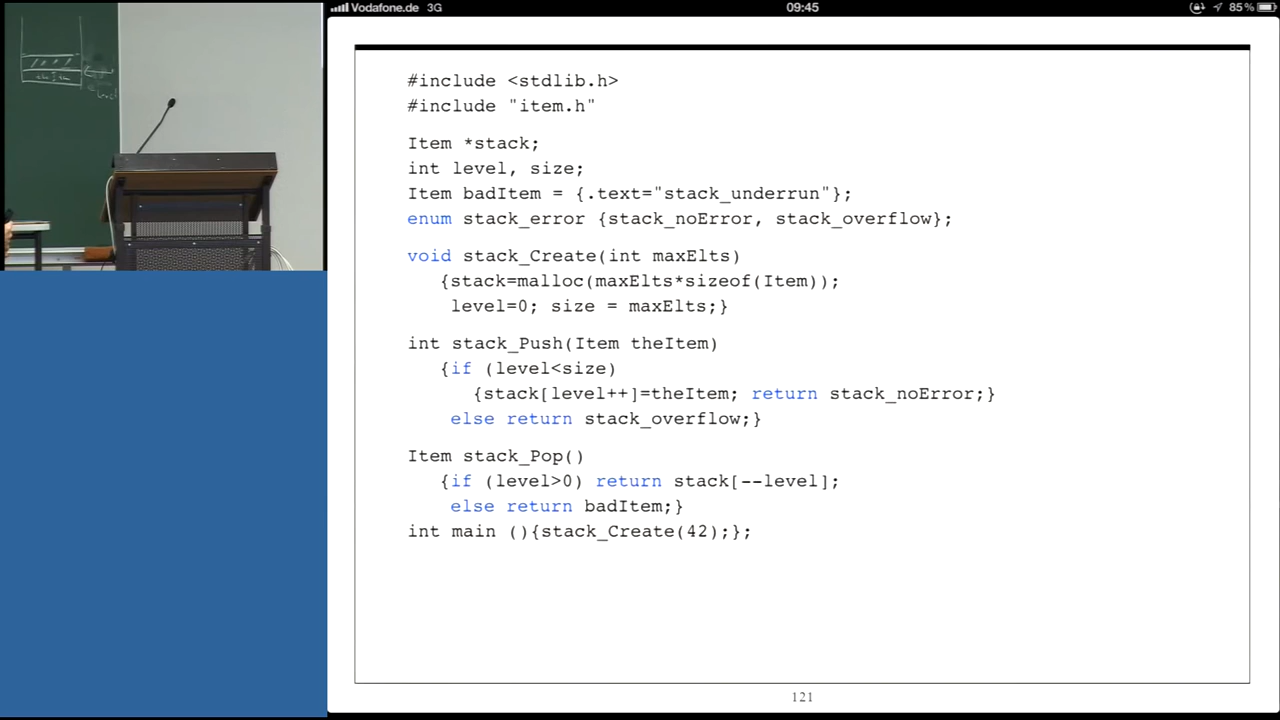 Vodafone.de 3G 09:45 85%
#include <stdlib.h>
#include "item.h"
Item *stack;
int level, size;
Item badItem = {.text="stack_underrun"};
enum stack_error {stack_noError, stack_overflow};
void stack_Create(int maxElts)
{stack=malloc(maxElts*sizeof(Item));
level=0; size = maxElts;}
int stack_Push(Item theItem)
{if (level<size)
{stack[level++]=theItem; return stack_noError;}
else return stack_overflow;}
Item stack_Pop()
{if (level>0) return stack[--level];
else return badItem;}
int main (){stack_Create(42);};
121